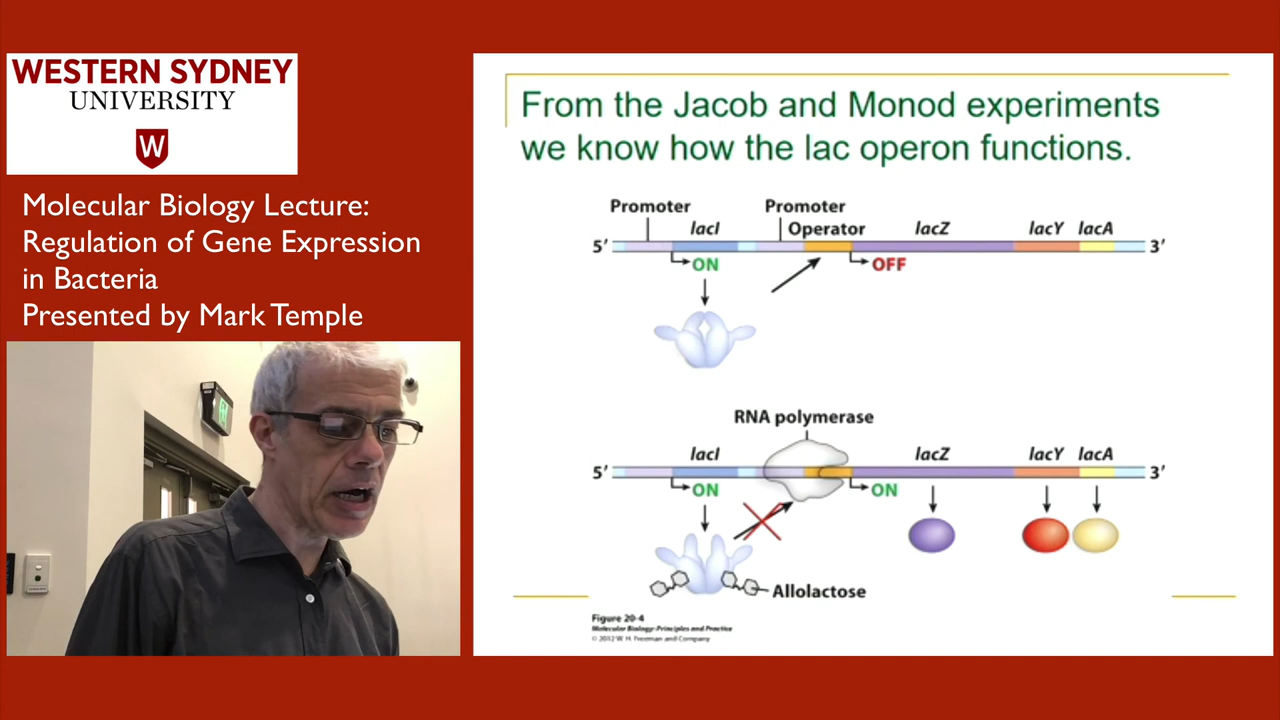 WESTERN SYDNEY
UNIVERSITY
W
Molecular Biology Lecture:
Regulation of Gene Expression
in Bacteria
Presented by Mark Temple
From the Jacob and Monod experiments
we know how the lac operon functions.
Promoter Promoter
lacI Operator lacZ lacY lacA
5′ 3′
ON OFF
RNA polymerase
lacI lacZ lacY lacA
5′ 3′
ON ON
Allolactose
Figure 20-4
Molecular Biology: Principles and Practice
© 2012 W. H. Freeman and Company